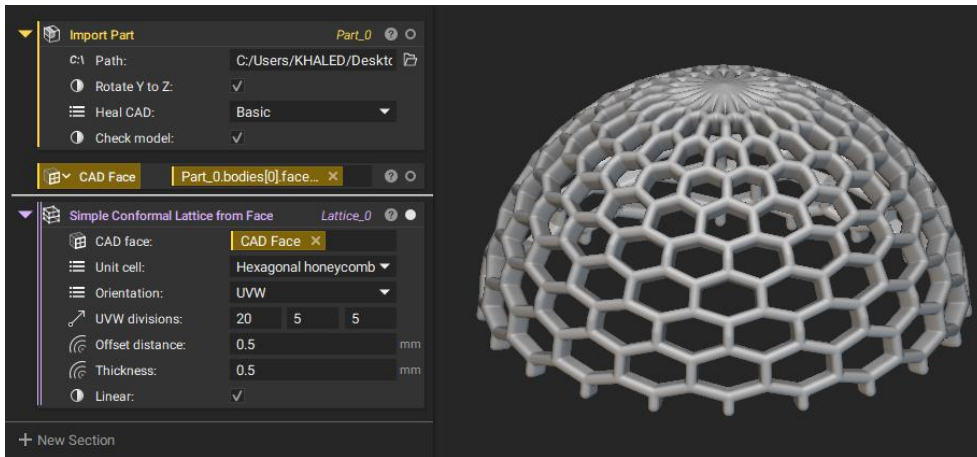 Import Part Part_0
C:\ Path: C:/Users/KHALED/Desktc
Rotate Y to Z:
Heal CAD: Basic
Check model:
CAD Face Part_0.bodies[0].face... ×
Simple Conformal Lattice from Face Lattice_0
CAD face: CAD Face ×
Unit cell: Hexagonal honeycomb
Orientation: UVW
UVW divisions: 20 5 5
Offset distance: 0.5 mm
Thickness: 0.5 mm
Linear:
+ New Section